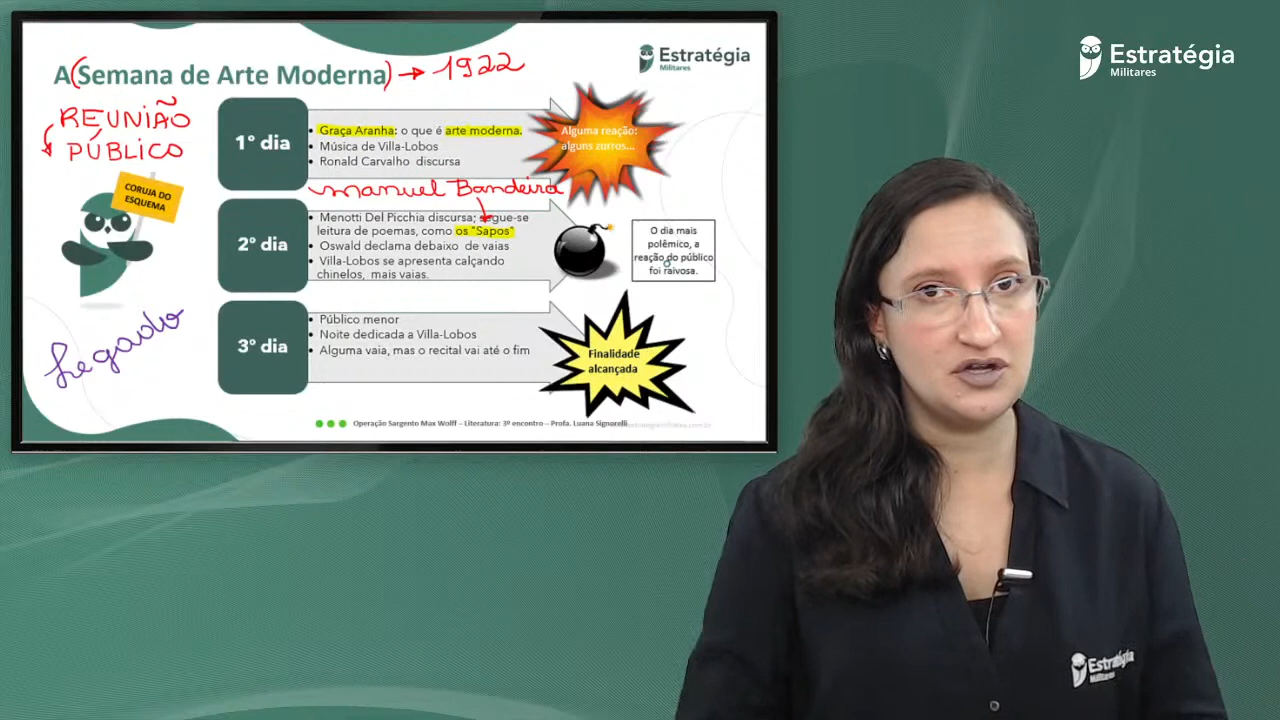 A (Semana de Arte Moderna) → 1922
Estratégia
Militares
REUNIÃO
PÚBLICO
CORUJA DO
ESQUEMA
Legado
1º dia
• Graça Aranha: o que é arte moderna.
• Música de Villa-Lobos
• Ronald Carvalho discursa
Alguma reação:
alguns zurros...
Manuel Bandeira
2º dia
• Menotti Del Picchia discursa; segue-se
leitura de poemas, como os "Sapos"
• Oswald declama debaixo de vaias
• Villa-Lobos se apresenta calçando
chinelos, mais vaias.
O dia mais
polêmico, a
reação do público
foi raivosa.
3º dia
• Público menor
• Noite dedicada a Villa-Lobos
• Alguma vaia, mas o recital vai até o fim
Finalidade
alcançada
Operação Sargento Max Wolff – Literatura: 3º encontro – Profa. Luana Signorelli
Estratégia
Militares
Estratégia
Militares